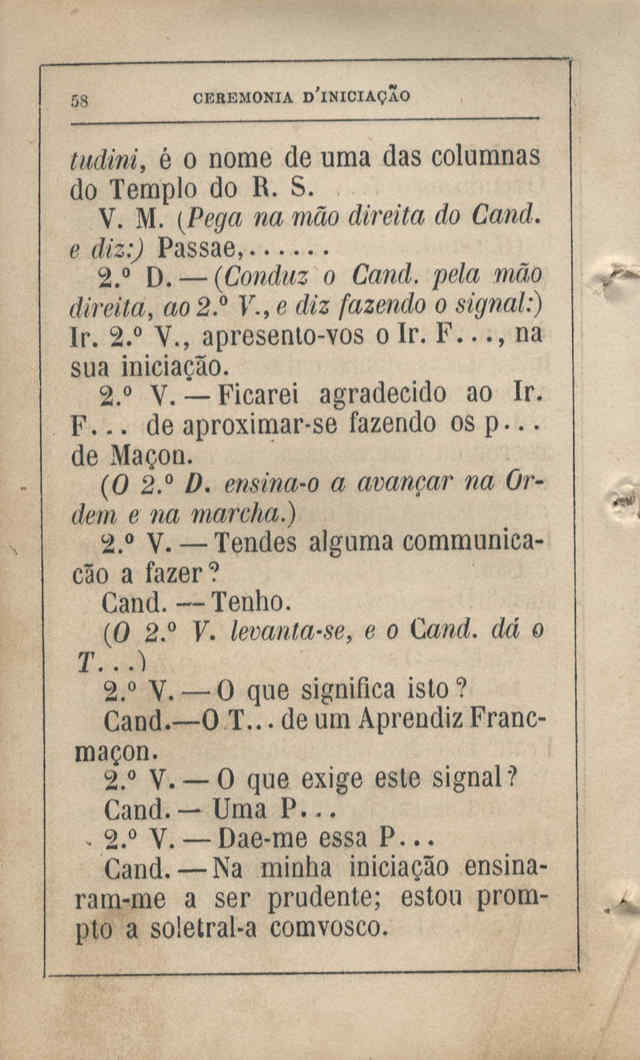 58
CEREMONIA D'INICIAÇÃO
tudini, é o nome de uma das columnas
do Templo do R. S.
V. M. (Pega na mão direita do Cand.
e diz:) Passae,......
2.º D. — (Conduz o Cand. pela mão
direita, ao 2.º V., e diz fazendo o signal:)
Ir. 2.º V., apresento-vos o Ir. F..., na
sua iniciação.
2.º V. — Ficarei agradecido ao Ir.
F... de aproximar-se fazendo os p...
de Maçon.
(O 2.º D. ensina-o a avançar na Or-
dem e na marcha.)
2.º V. — Tendes alguma communica-
cão a fazer?
Cand. — Tenho.
(O 2.º V. levanta-se, e o Cand. dá o
T...)
2.º V. — O que significa isto?
Cand.—O T... de um Aprendiz Franc-
maçon.
2.º V. — O que exige este signal?
Cand. — Uma P...
2.º V. — Dae-me essa P...
Cand. — Na minha iniciação ensina-
ram-me a ser prudente; estou prom-
pto a soletral-a comvosco.